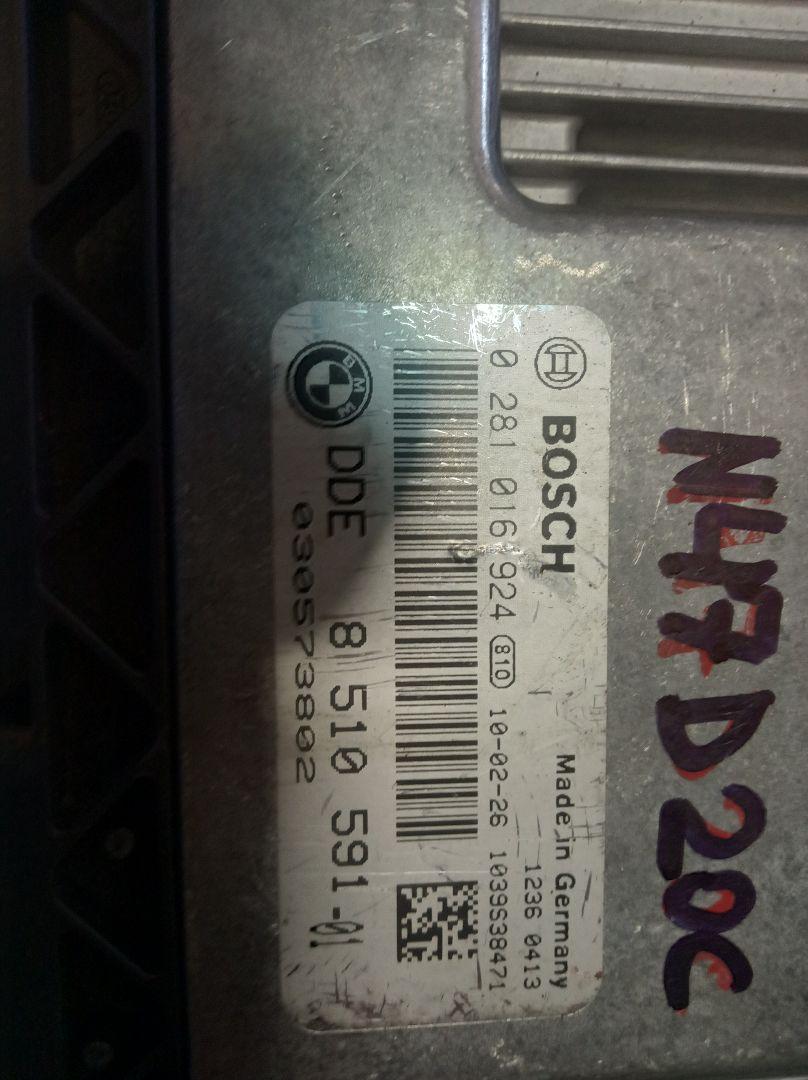 N47D20C
BOSCH
Made in Germany
1236 0413
0 281 016 924 810 10-02-26 1039S38471
BMW DDE 8 510 591-01
030573802